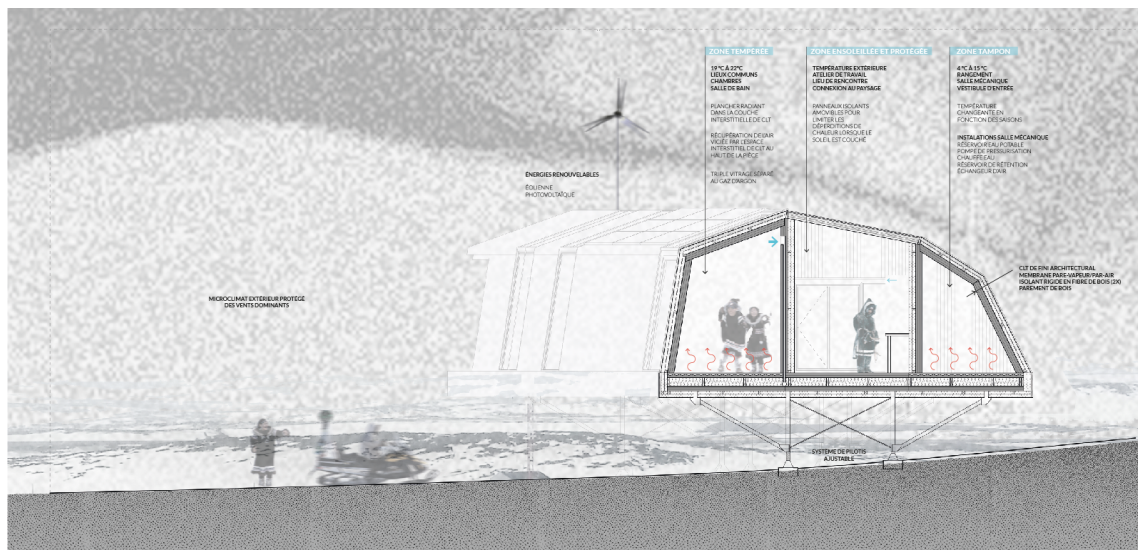 ZONE TEMPÉRÉE
19 °C À 22°C
LIEUX COMMUNS
CHAMBRES
SALLE DE BAIN
PLANCHER RADIANT
DANS LA COUCHE
INTERSTITIELLE DE CLT
RÉCUPÉRATION DE L'AIR
VICIÉE PAR L'ESPACE
INTERSTITIEL DE CLT AU
HAUT DE LA PIÈCE
TRIPLE VITRAGE SÉPARÉ
AU GAZ D'ARGON
ZONE ENSOLEILLÉE ET PROTÉGÉE
TEMPÉRATURE EXTÉRIEURE
ATELIER DE TRAVAIL
LIEU DE RENCONTRE
CONNEXION AU PAYSAGE
PANNEAUX ISOLANTS
AMOVIBLES POUR
LIMITER LES
DÉPERDITIONS DE
CHALEUR LORSQUE LE
SOLEIL EST COUCHÉ
ZONE TAMPON
4 °C À 15 °C
RANGEMENT
SALLE MÉCANIQUE
VESTIBULE D'ENTRÉE
TEMPÉRATURE
CHANGEANTE EN
FONCTION DES SAISONS
INSTALATIONS SALLE MÉCANIQUE
RÉSERVOIR EAU POTABLE
POMPE DE PRESSURISATION
CHAUFFE EAU
RÉSERVOIR DE RÉTENTION
ÉCHANGEUR D'AIR
ÉNERGIES RENOUVELABLES
ÉOLIENNE
PHOTOVOLTAÏQUE
CLT DE FINI ARCHITECTURAL
MEMBRANE PARE-VAPEUR/PAR-AIR
ISOLANT RIGIDE EN FIBRE DE BOIS (2X)
PAREMENT DE BOIS
MICROCLIMAT EXTÉRIEUR PROTÉGÉ
DES VENTS DOMINANTS
SYSTÈME DE PILOTIS
AJUSTABLE